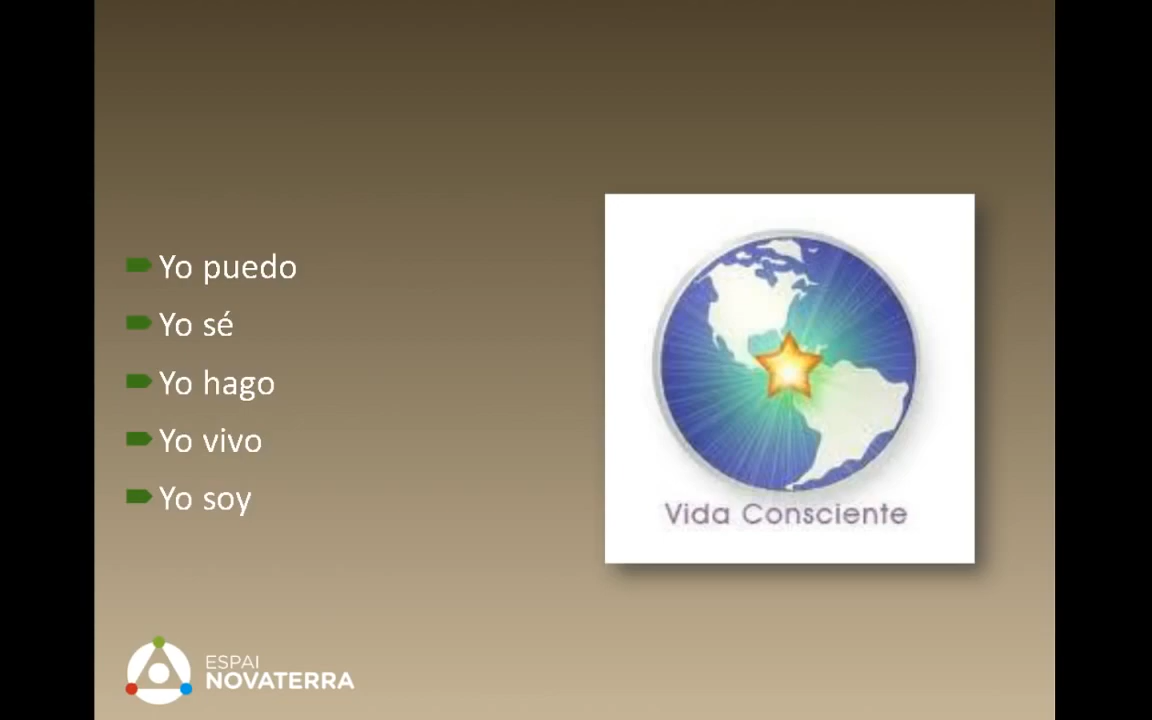 Yo puedo
Yo sé
Yo hago
Yo vivo
Yo soy
Vida Consciente
ESPAI
NOVATERRA